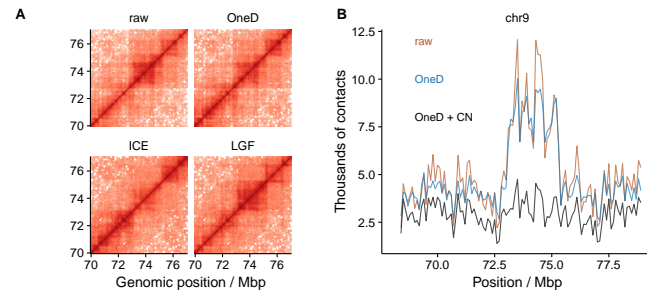 A
raw
OneD
76
74
72
70
ICE
LGF
76
74
72
70
70 72 74 76 70 72 74 76
Genomic position / Mbp
B
chr9
Thousands of contacts
12.5
10.0
7.5
5.0
2.5
raw
OneD
OneD + CN
70.0 72.5 75.0 77.5
Position / Mbp